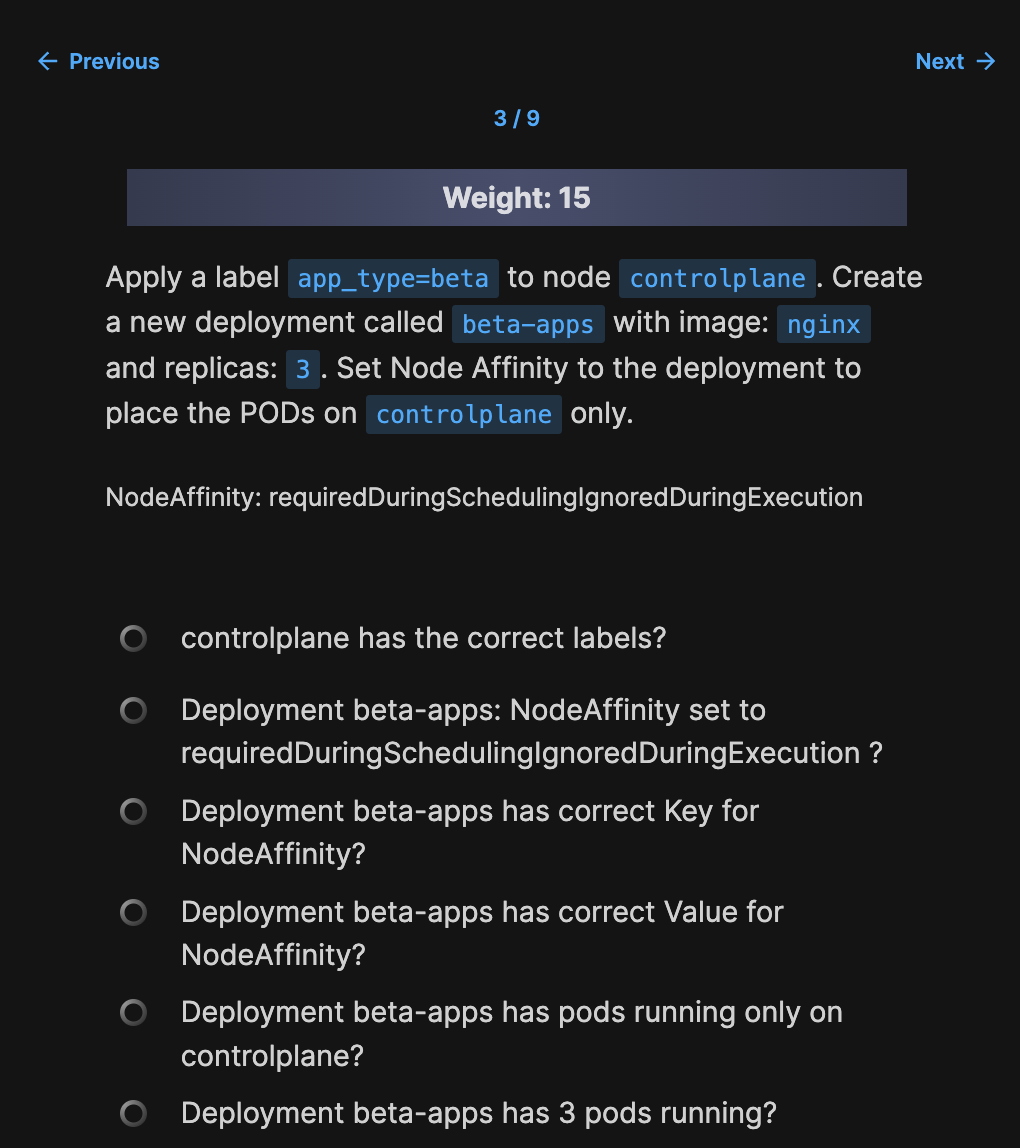 ← Previous
Next →
3 / 9
Weight: 15
Apply a label app_type=beta to node controlplane. Create
a new deployment called beta-apps with image: nginx
and replicas: 3. Set Node Affinity to the deployment to
place the PODs on controlplane only.
NodeAffinity: requiredDuringSchedulingIgnoredDuringExecution
controlplane has the correct labels?
Deployment beta-apps: NodeAffinity set to
requiredDuringSchedulingIgnoredDuringExecution ?
Deployment beta-apps has correct Key for
NodeAffinity?
Deployment beta-apps has correct Value for
NodeAffinity?
Deployment beta-apps has pods running only on
controlplane?
Deployment beta-apps has 3 pods running?